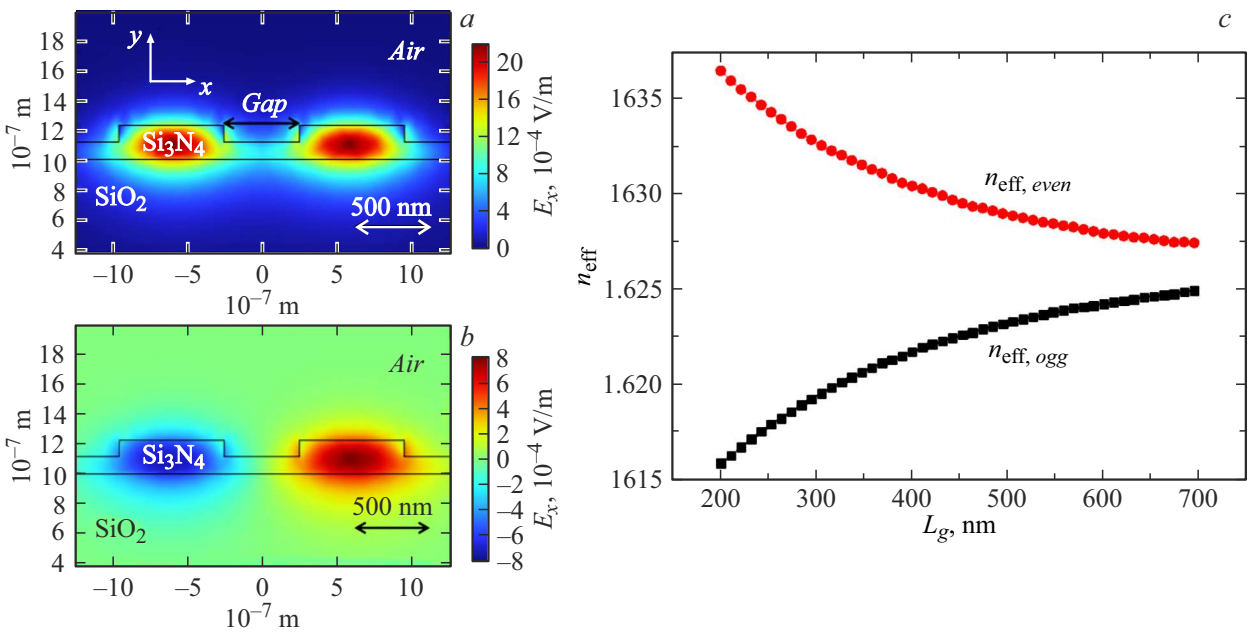 a
18
16
14
12
10
8
6
4
10⁻⁷ m
y
x
Air
Gap
Si₃N₄
SiO₂
500 nm
−10 −5 0 5 10
10⁻⁷ m
20
16
12
8
4
0
Eₓ, 10⁻⁴ V/m
b
18
16
14
12
10
8
6
4
10⁻⁷ m
Air
Si₃N₄
SiO₂
500 nm
−10 −5 0 5 10
10⁻⁷ m
8
6
4
2
0
−2
−4
−6
−8
Eₓ, 10⁻⁴ V/m
c
1635
1630
1.625
1.620
1615
n_eff
n_eff, even
n_eff, ogg
200 300 400 500 600 700
L_g, nm